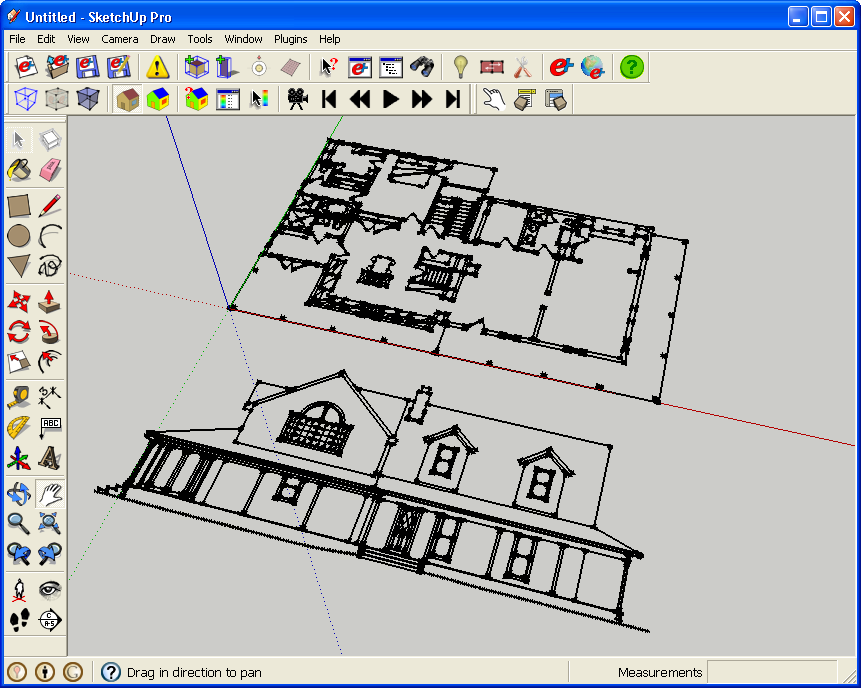 Untitled - SketchUp Pro
File Edit View Camera Draw Tools Window Plugins Help
ABC
Drag in direction to pan
Measurements